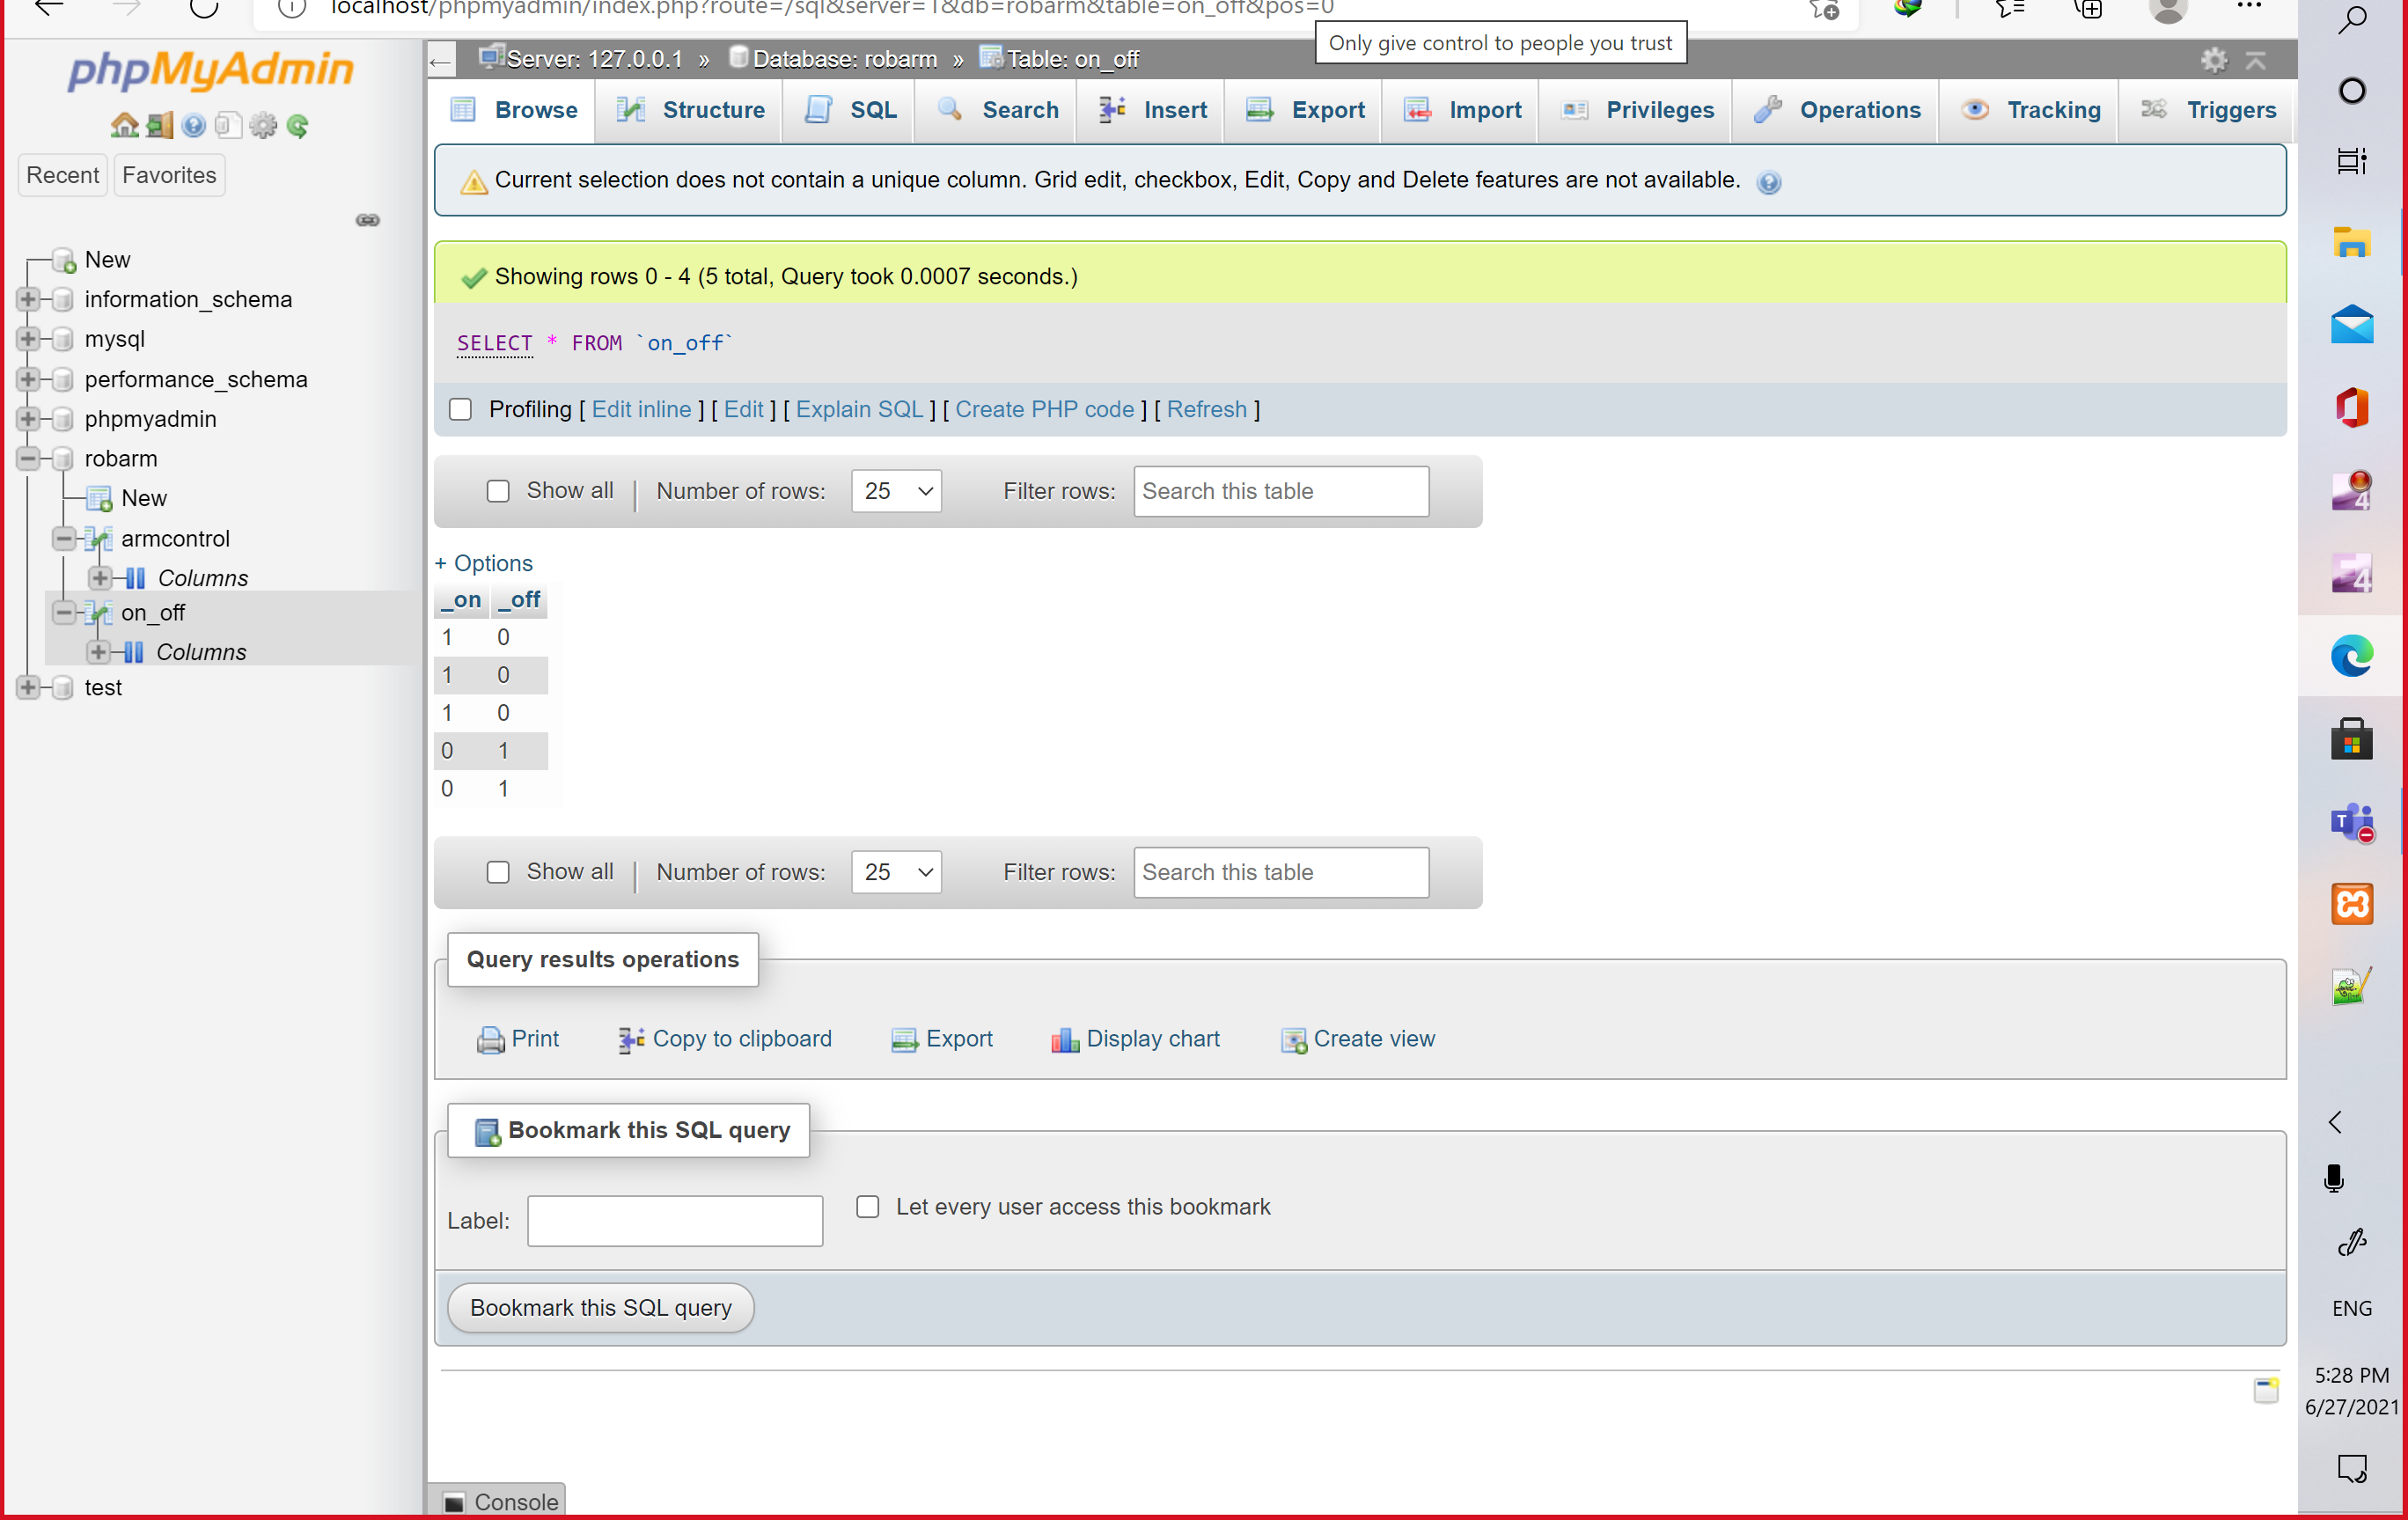 localhost/phpmyadmin/index.php?route=/sql&server=1&db=robarm&table=on_off&pos=0
Only give control to people you trust
phpMyAdmin
Recent Favorites
New
information_schema
mysql
performance_schema
phpmyadmin
robarm
New
armcontrol
Columns
on_off
Columns
test
Server: 127.0.0.1 » Database: robarm » Table: on_off
Browse Structure SQL Search Insert Export Import Privileges Operations Tracking Triggers
Current selection does not contain a unique column. Grid edit, checkbox, Edit, Copy and Delete features are not available.
Showing rows 0 - 4 (5 total, Query took 0.0007 seconds.)
SELECT * FROM `on_off`
Profiling [ Edit inline ] [ Edit ] [ Explain SQL ] [ Create PHP code ] [ Refresh ]
Show all | Number of rows: 25 Filter rows: Search this table
+ Options
_on _off
1 0
1 0
1 0
0 1
0 1
Show all | Number of rows: 25 Filter rows: Search this table
Query results operations
Print Copy to clipboard Export Display chart Create view
Bookmark this SQL query
Label: Let every user access this bookmark
Bookmark this SQL query
Console
ENG
5:28 PM
6/27/2021